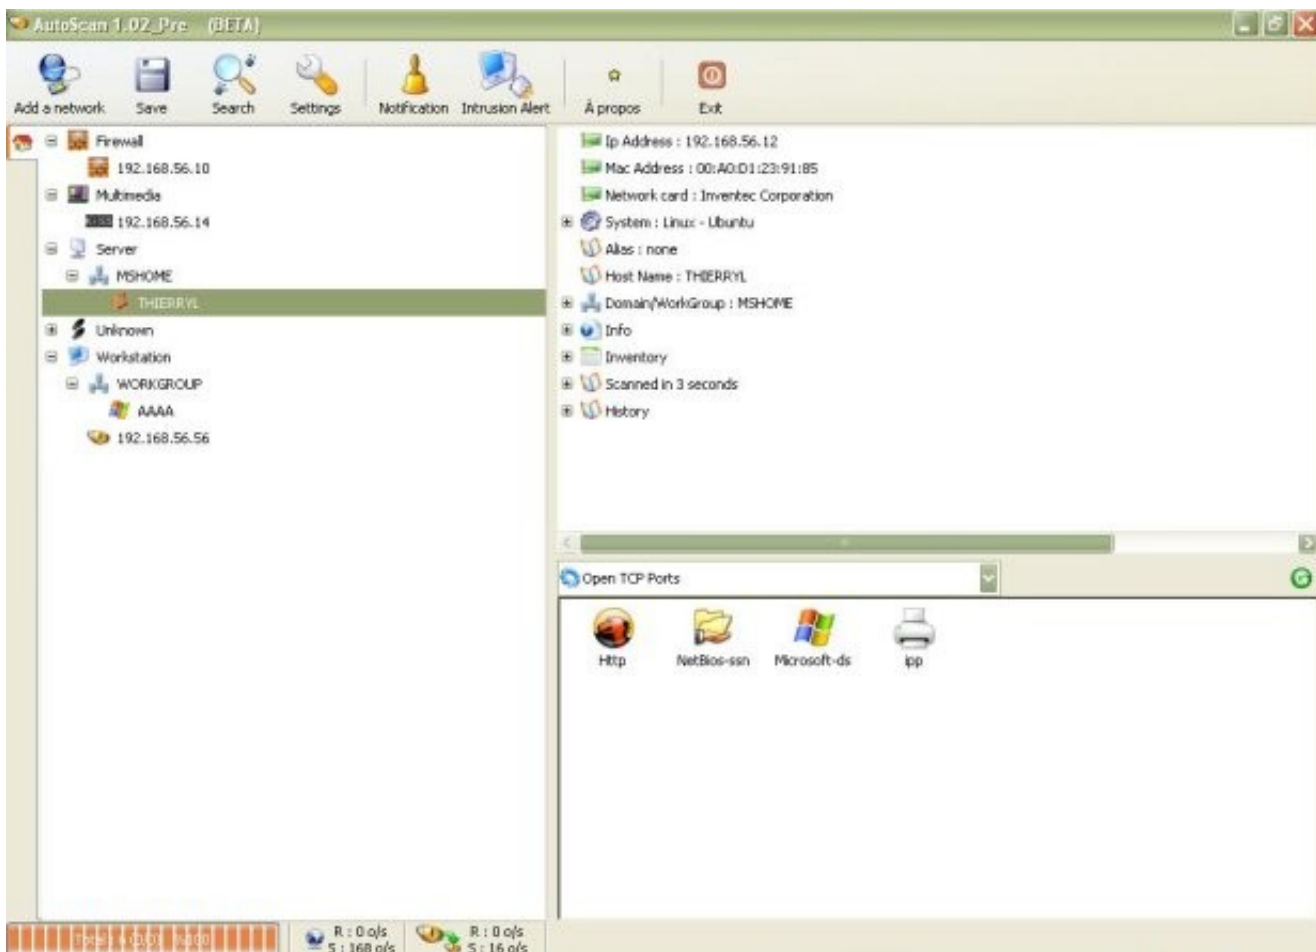 AutoScan 1.02_Pre (BETA)
Add a network
Save
Search
Settings
Notification
Intrusion Alert
À propos
Exit
Firewall
192.168.56.10
Multimedia
192.168.56.14
Server
MSHOME
THIERRYL
Unknown
Workstation
WORKGROUP
AAAA
192.168.56.56
Ip Address : 192.168.56.12
Mac Address : 00:A0:D1:23:91:85
Network card : Inventec Corporation
System : Linux - Ubuntu
Alias : none
Host Name : THIERRYL
Domain/WorkGroup : MSHOME
Info
Inventory
Scanned in 3 seconds
History
Open TCP Ports
Http
NetBios-ssn
Microsoft-ds
ipp
R : 0 o/s
S : 168 o/s
R : 0 o/s
S : 16 o/s